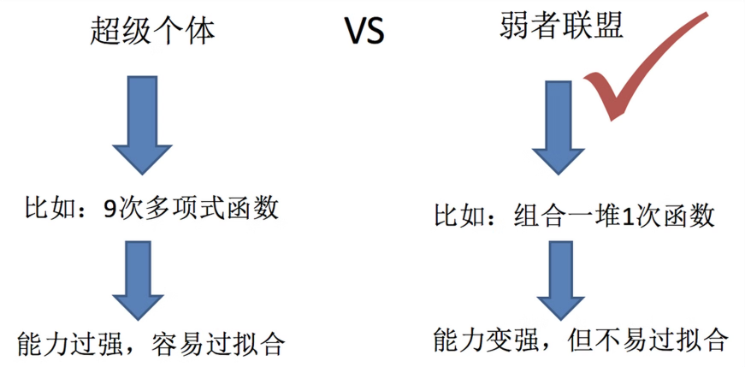 超级个体
VS
弱者联盟
比如：9次多项式函数
比如：组合一堆1次函数
能力过强，容易过拟合
能力变强，但不易过拟合